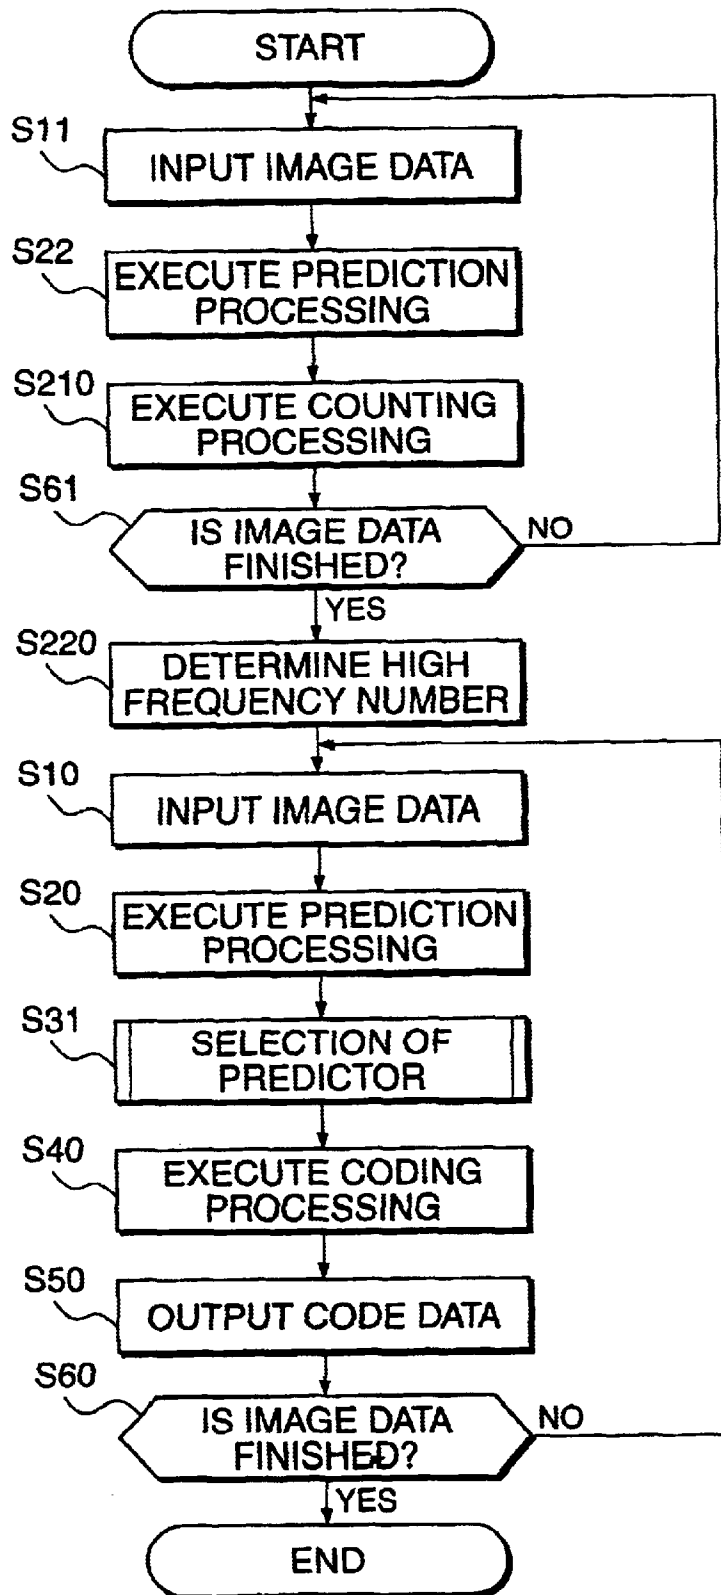 START
S11
INPUT IMAGE DATA
S22
EXECUTE PREDICTION
PROCESSING
S210
EXECUTE COUNTING
PROCESSING
S61
IS IMAGE DATA
FINISHED?
NO
YES
S220
DETERMINE HIGH
FREQUENCY NUMBER
S10
INPUT IMAGE DATA
S20
EXECUTE PREDICTION
PROCESSING
S31
SELECTION OF
PREDICTOR
S40
EXECUTE CODING
PROCESSING
S50
OUTPUT CODE DATA
S60
IS IMAGE DATA
FINISHED?
NO
YES
END